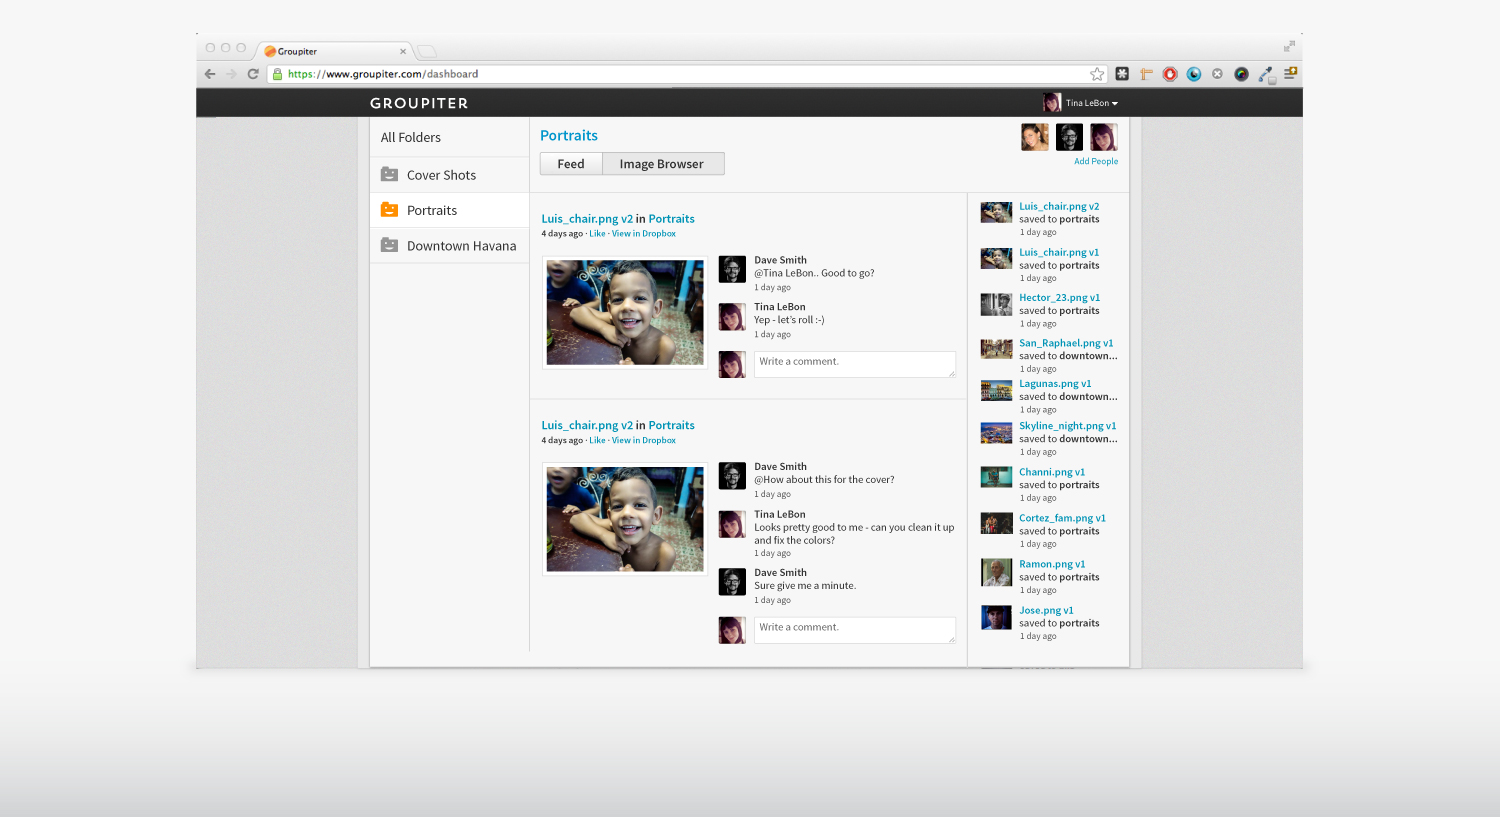 Groupiter
https://www.groupiter.com/dashboard
GROUPITER
Tina LeBon
All Folders
Cover Shots
Portraits
Downtown Havana
Portraits
Feed
Image Browser
Add People
Luis_chair.png v2 in Portraits
4 days ago · Like · View in Dropbox
Dave Smith
@Tina LeBon.. Good to go?
1 day ago
Tina LeBon
Yep - let's roll :-)
1 day ago
Write a comment.
Luis_chair.png v2 in Portraits
4 days ago · Like · View in Dropbox
Dave Smith
@How about this for the cover?
1 day ago
Tina LeBon
Looks pretty good to me - can you clean it up
and fix the colors?
1 day ago
Dave Smith
Sure give me a minute.
1 day ago
Write a comment.
Luis_chair.png v2
saved to portraits
1 day ago
Luis_chair.png v1
saved to portraits
1 day ago
Hector_23.png v1
saved to portraits
1 day ago
San_Raphael.png v1
saved to downtown...
1 day ago
Lagunas.png v1
saved to downtown...
1 day ago
Skyline_night.png v1
saved to downtown...
1 day ago
Channi.png v1
saved to portraits
1 day ago
Cortez_fam.png v1
saved to portraits
1 day ago
Ramon.png v1
saved to portraits
1 day ago
Jose.png v1
saved to portraits
1 day ago